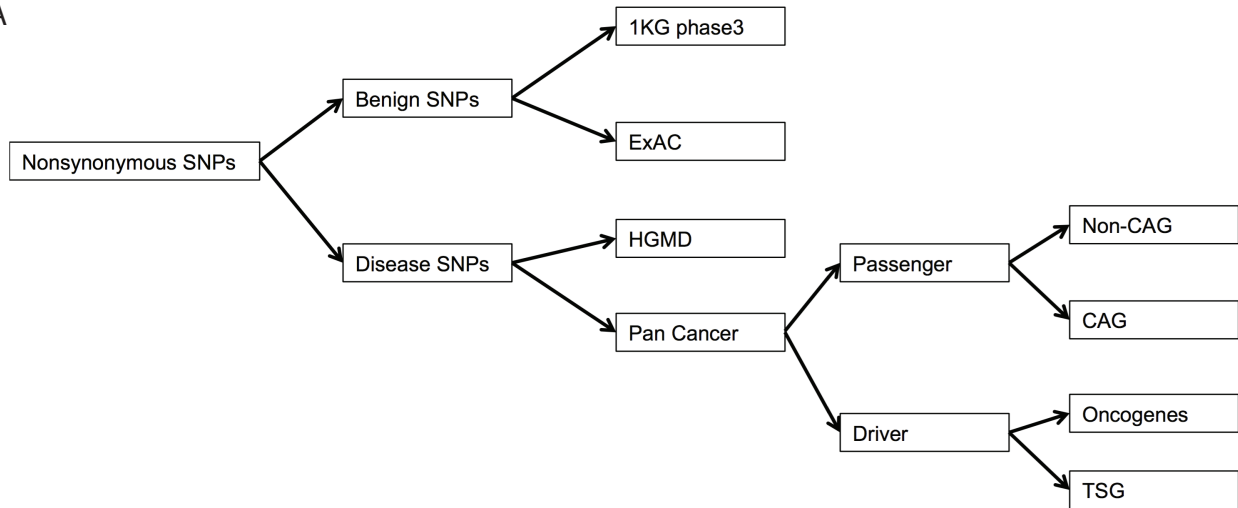 A
1KG phase3
Benign SNPs
ExAC
Nonsynonymous SNPs
HGMD
Non-CAG
Disease SNPs
Passenger
Pan Cancer
CAG
Oncogenes
Driver
TSG